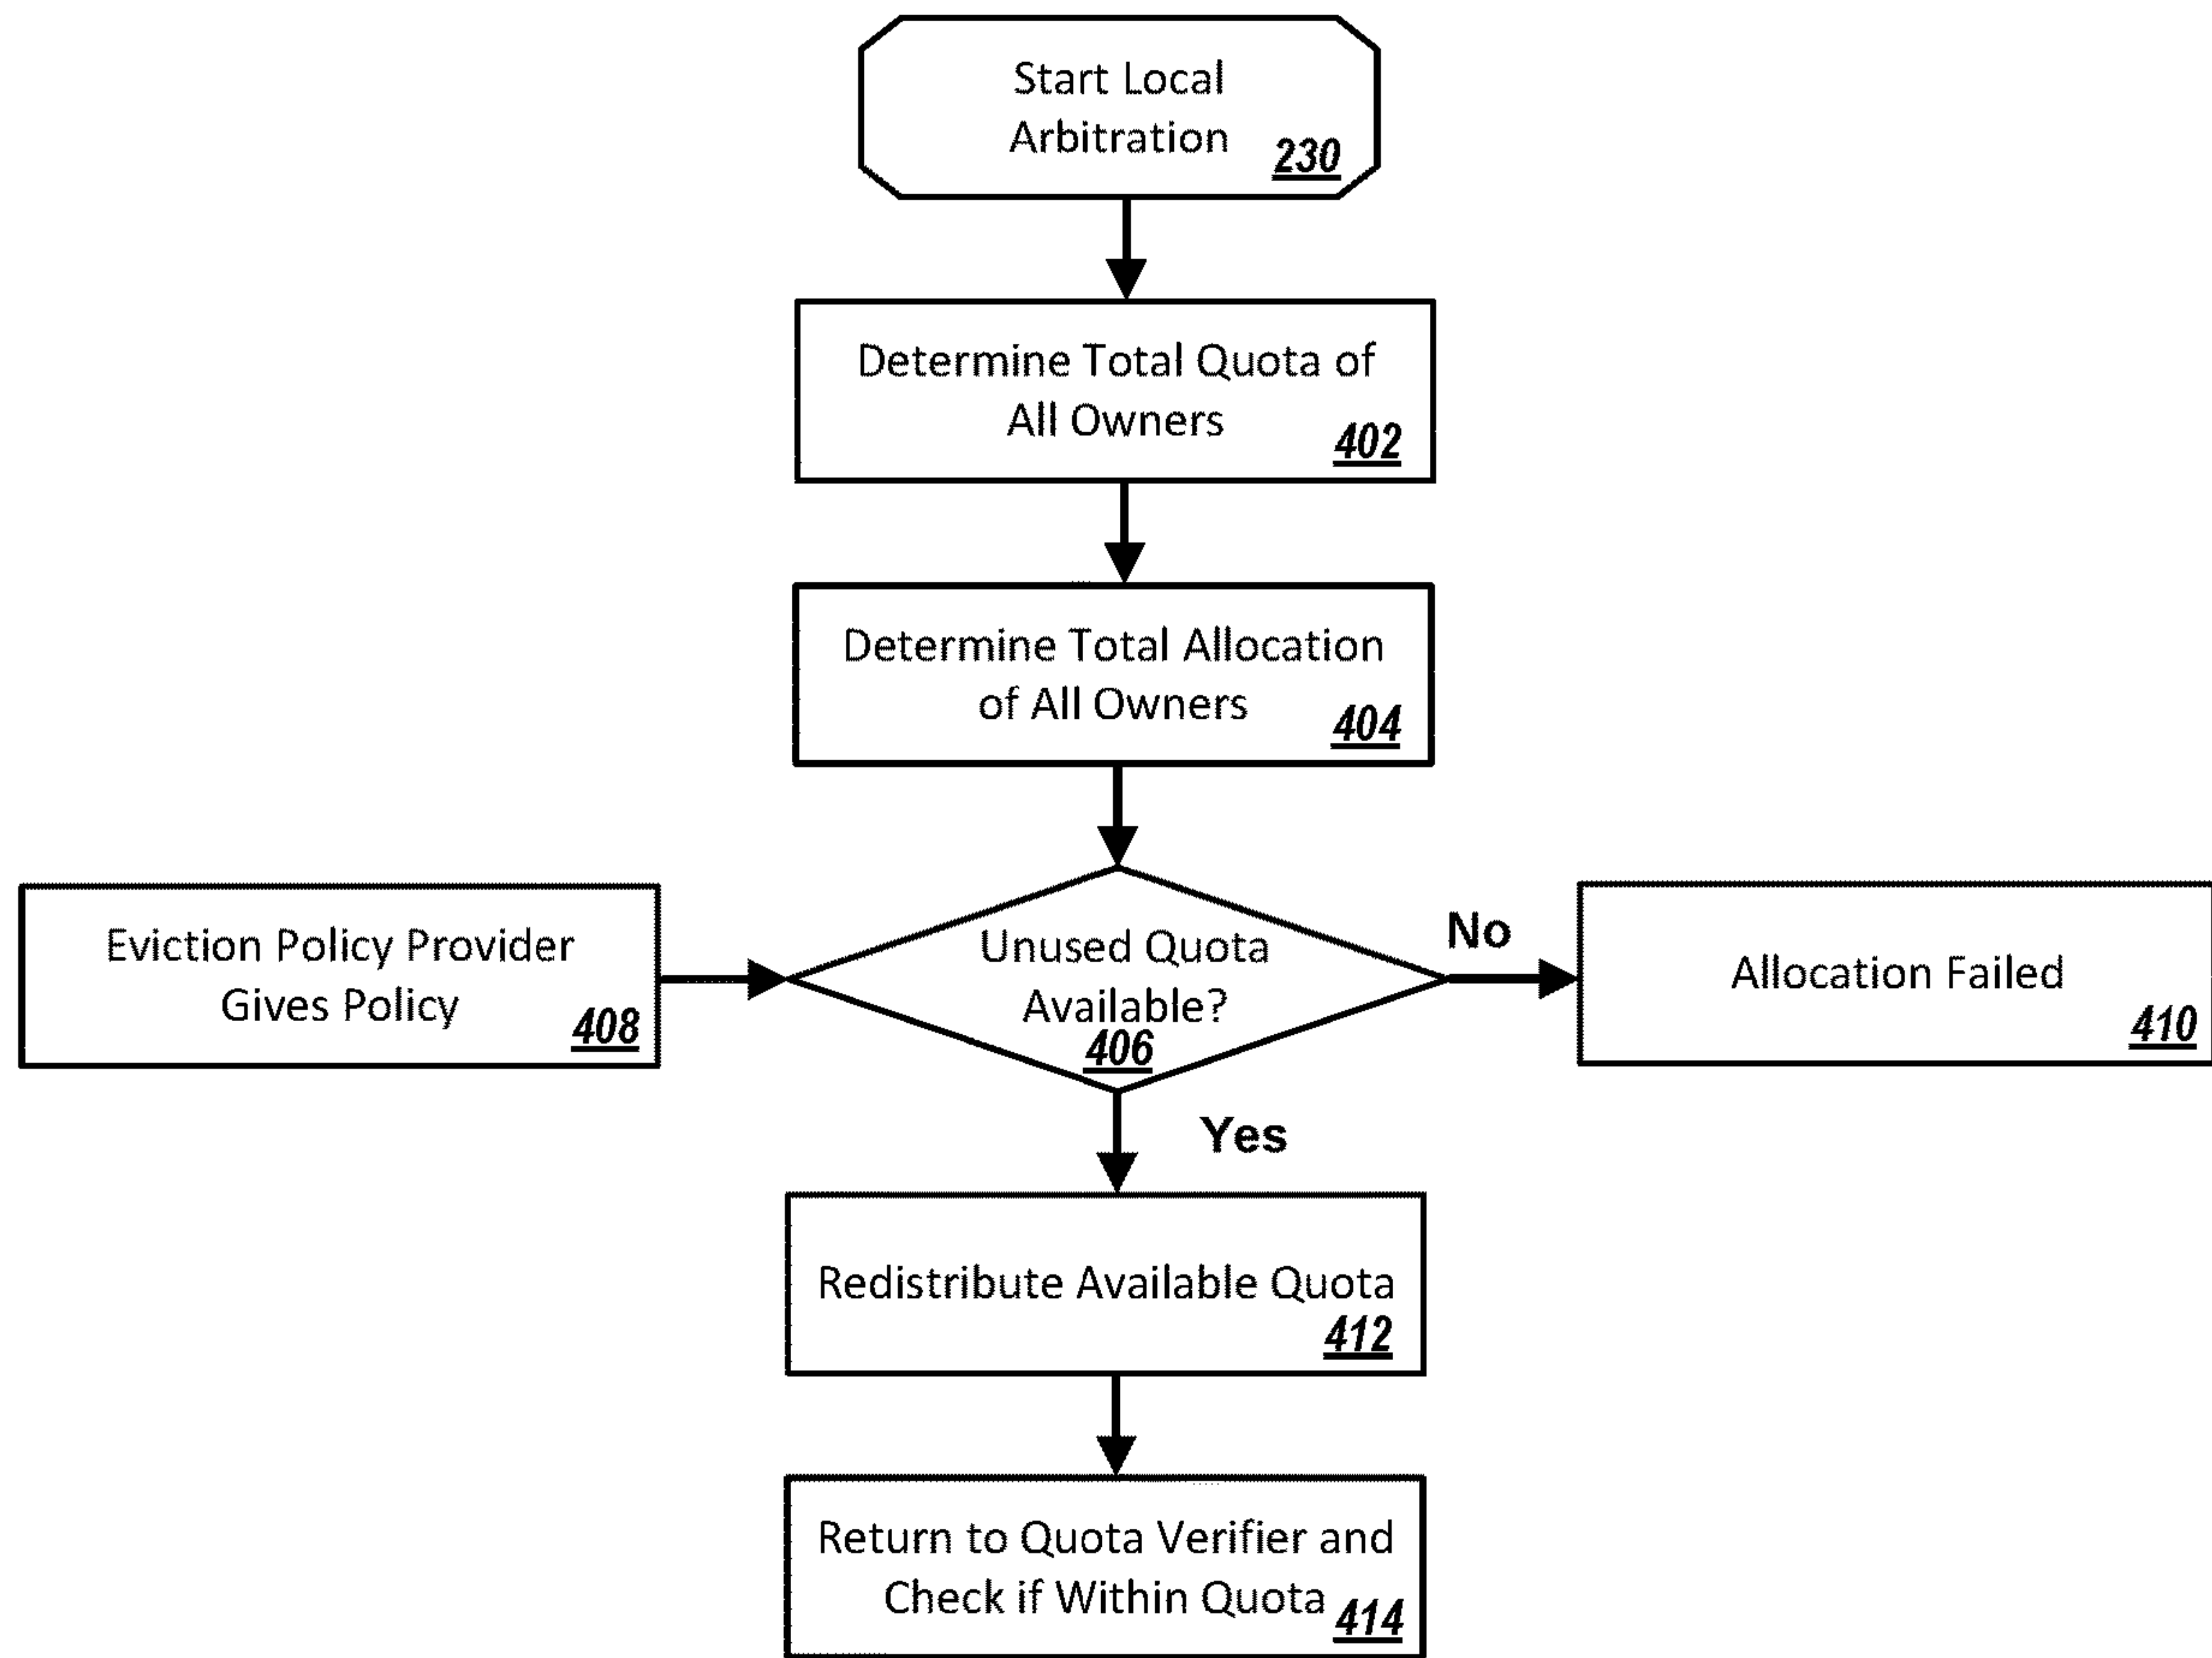 Start Local
Arbitration
230
Determine Total Quota of
All Owners
402
Determine Total Allocation
of All Owners
404
Eviction Policy Provider
Gives Policy
408
Unused Quota
Available?
406
No
Allocation Failed
410
Yes
Redistribute Available Quota
412
Return to Quota Verifier and
Check if Within Quota
414